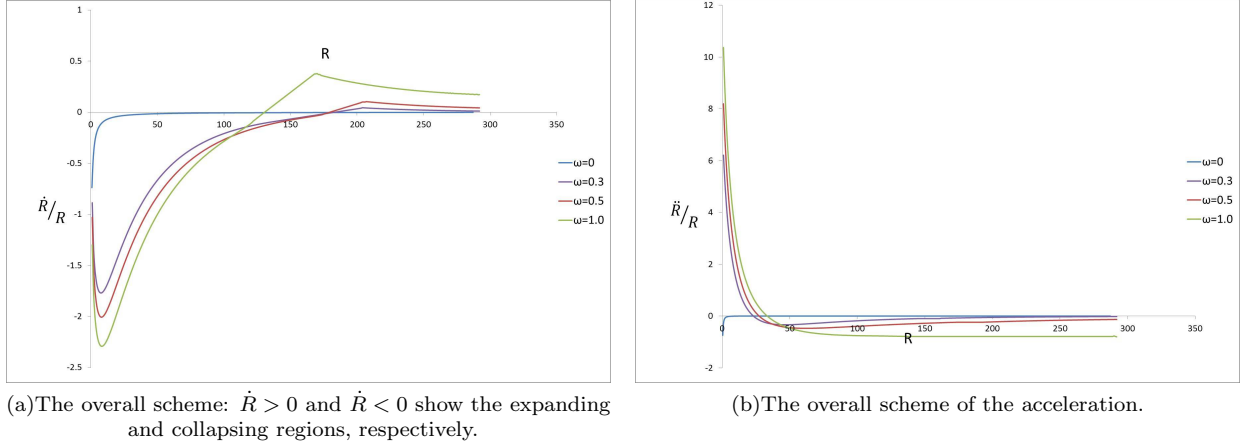 1
0.5
0
-0.5
-1
-1.5
-2
-2.5
0
50
100
150
200
250
300
350
R
Ṙ/R
ω=0
ω=0.3
ω=0.5
ω=1.0
(a)The overall scheme: Ṙ > 0 and Ṙ < 0 show the expanding
and collapsing regions, respectively.
12
10
8
6
4
2
0
-2
0
50
100
150
200
250
300
350
R
R̈/R
ω=0
ω=0.3
ω=0.5
ω=1.0
(b)The overall scheme of the acceleration.